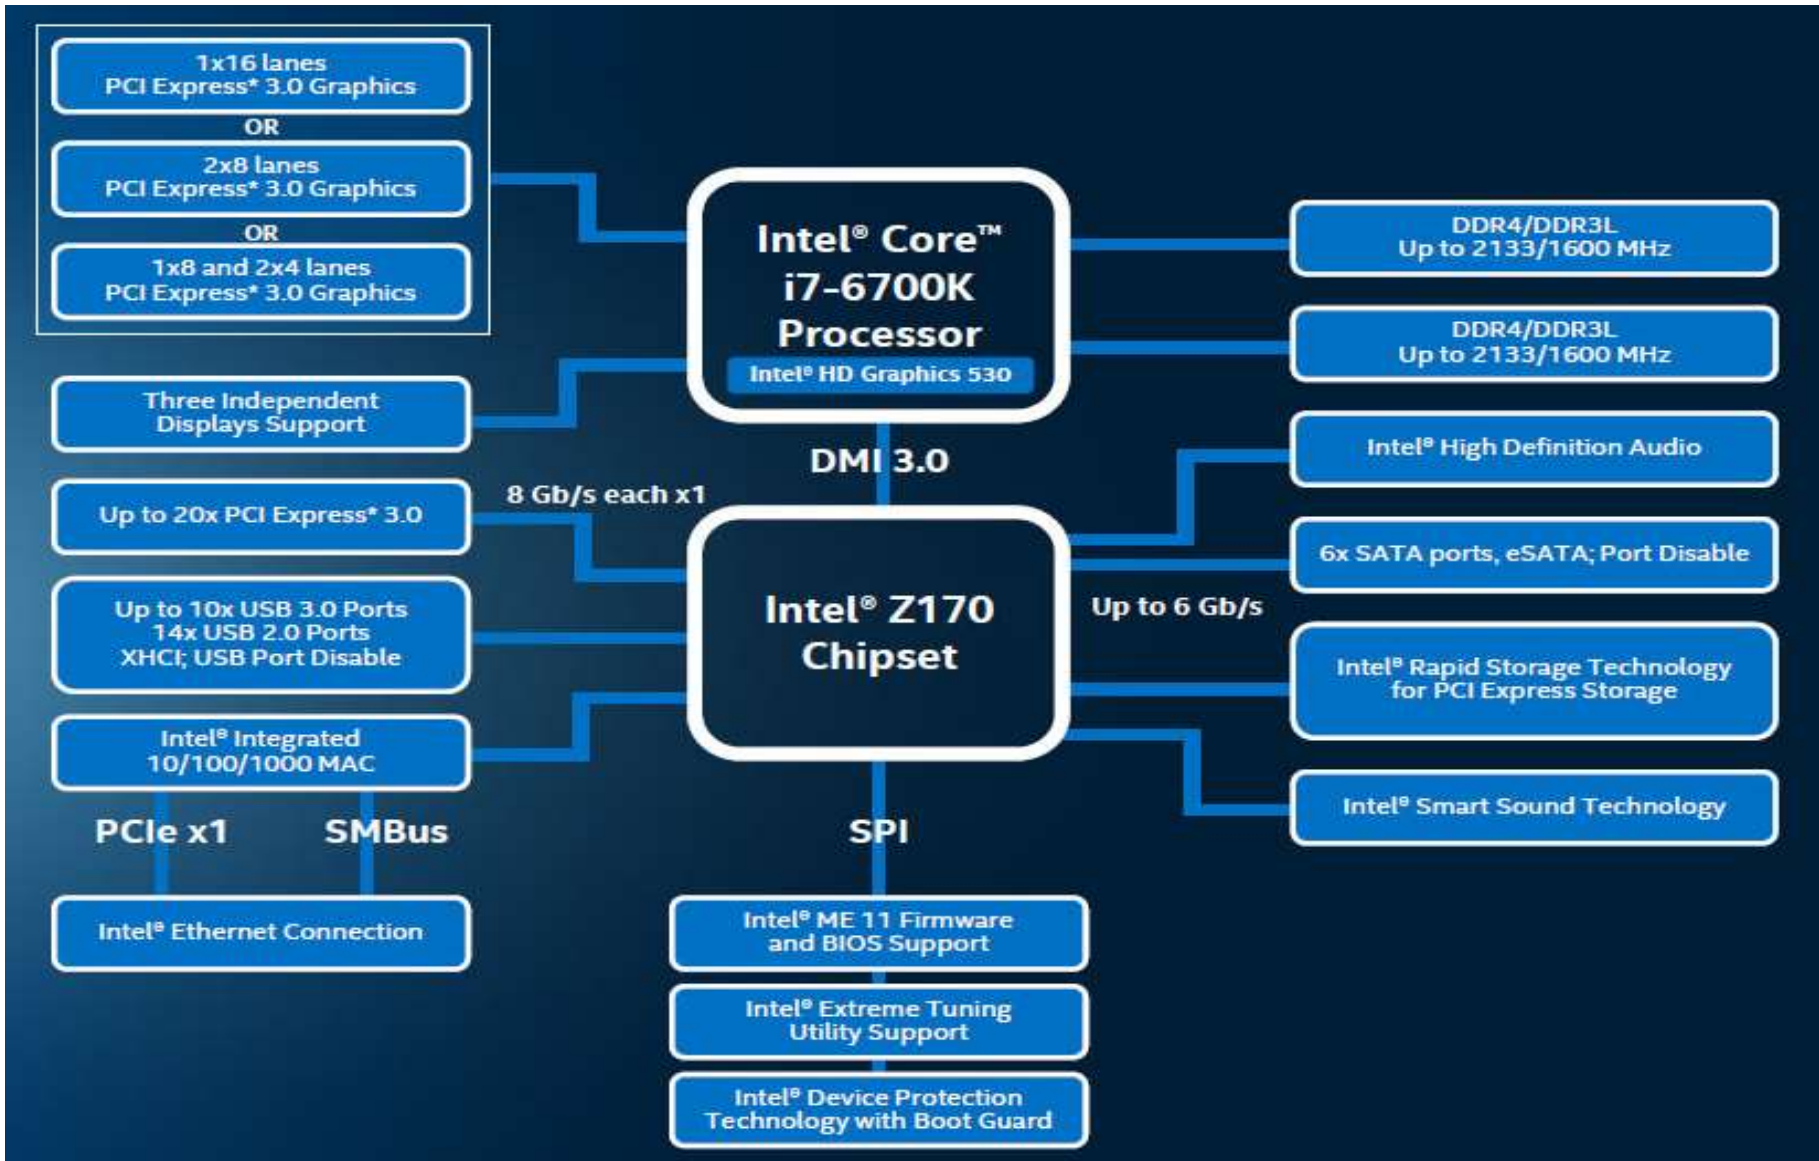 1x16 lanes
PCI Express* 3.0 Graphics
OR
2x8 lanes
PCI Express* 3.0 Graphics
OR
1x8 and 2x4 lanes
PCI Express* 3.0 Graphics
Three Independent
Displays Support
Up to 20x PCI Express* 3.0
8 Gb/s each x1
Up to 10x USB 3.0 Ports
14x USB 2.0 Ports
XHCI; USB Port Disable
Intel® Integrated
10/100/1000 MAC
PCIe x1
SMBus
Intel® Ethernet Connection
Intel® Core™
i7-6700K
Processor
Intel® HD Graphics 530
DMI 3.0
Intel® Z170
Chipset
SPI
Intel® ME 11 Firmware
and BIOS Support
Intel® Extreme Tuning
Utility Support
Intel® Device Protection
Technology with Boot Guard
DDR4/DDR3L
Up to 2133/1600 MHz
DDR4/DDR3L
Up to 2133/1600 MHz
Intel® High Definition Audio
6x SATA ports, eSATA; Port Disable
Up to 6 Gb/s
Intel® Rapid Storage Technology
for PCI Express Storage
Intel® Smart Sound Technology